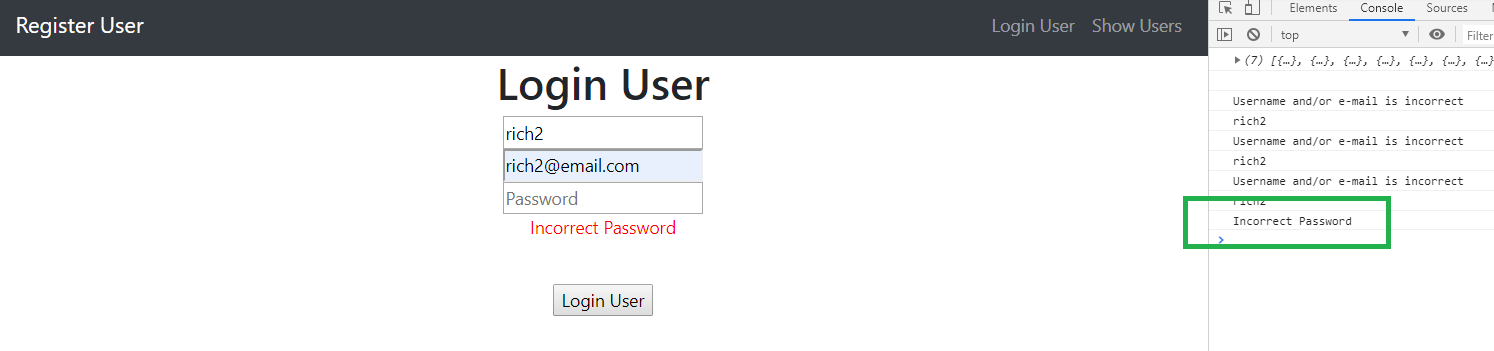 Register User
Login User Show Users
Login User
rich2
rich2@email.com
Password
Incorrect Password
Login User
Elements Console Sources
top Filter
(7) [{…}, {…}, {…}, {…}, {…}, {…}, {…}
Username and/or e-mail is incorrect
rich2
Username and/or e-mail is incorrect
rich2
Username and/or e-mail is incorrect
rich2
Incorrect Password